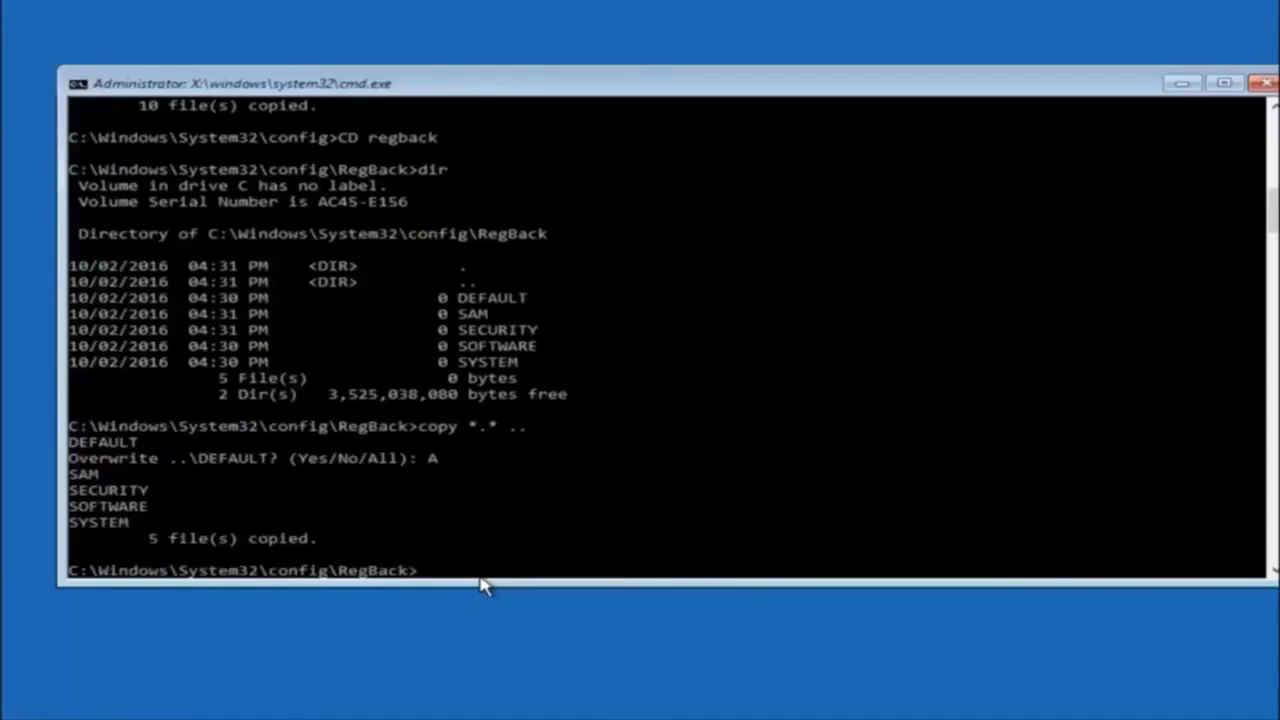 Administrator: X:\windows\system32\cmd.exe
10 file(s) copied.
C:\Windows\System32\config>CD regback
C:\Windows\System32\config\RegBack>dir
Volume in drive C has no label.
Volume Serial Number is AC45-E156
Directory of C:\Windows\System32\config\RegBack
10/02/2016 04:31 PM <DIR> .
10/02/2016 04:31 PM <DIR> ..
10/02/2016 04:30 PM 0 DEFAULT
10/02/2016 04:31 PM 0 SAM
10/02/2016 04:31 PM 0 SECURITY
10/02/2016 04:30 PM 0 SOFTWARE
10/02/2016 04:30 PM 0 SYSTEM
5 File(s) 0 bytes
2 Dir(s) 3,525,038,080 bytes free
C:\Windows\System32\config\RegBack>copy *.* ..
DEFAULT
Overwrite ..\DEFAULT? (Yes/No/All): A
SAM
SECURITY
SOFTWARE
SYSTEM
5 file(s) copied.
C:\Windows\System32\config\RegBack>